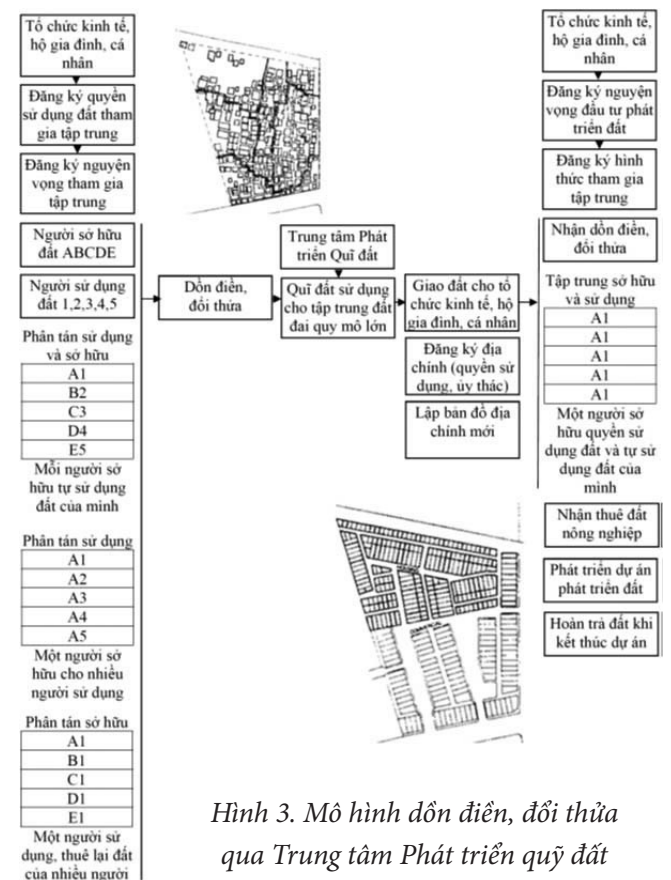 Tổ chức kinh tế,
hộ gia đình, cá
nhân
Đăng ký quyền
sử dụng đất tham
gia tập trung
Đăng ký nguyện
vọng tham gia
tập trung
Người sở hữu
đất ABCDE
Người sử dụng
đất 1,2,3,4,5
Phân tán sử dụng
và sở hữu
A1
B2
C3
D4
E5
Mỗi người sở
hữu tự sử dụng
đất của mình
Phân tán sử dụng
A1
A2
A3
A4
A5
Một người sở
hữu cho nhiều
người sử dụng
Phân tán sở hữu
A1
B1
C1
D1
E1
Một người sử
dụng, thuê lại đất
của nhiều người
Dồn điền,
đổi thửa
Trung tâm Phát
triển Quĩ đất
Quĩ đất sử dụng
cho tập trung đất
đai quy mô lớn
Giao đất cho tổ
chức kinh tế, hộ
gia đình, cá nhân
Đăng ký địa
chính (quyền sử
dụng, ủy thác)
Lập bản đồ địa
chính mới
Tổ chức kinh tế,
hộ gia đình, cá
nhân
Đăng ký nguyện
vọng đầu tư phát
triển đất
Đăng ký hình
thức tham gia
tập trung
Nhận dồn điền,
đổi thửa
Tập trung sở hữu
và sử dụng
A1
A1
A1
A1
A1
Một người sở
hữu quyền sử
dụng đất và tự sử
dụng đất của
mình
Nhận thuê đất
nông nghiệp
Phát triển dự án
phát triển đất
Hoàn trả đất khi
kết thúc dự án
Hình 3. Mô hình dồn điền, đổi thửa
qua Trung tâm Phát triển quỹ đất